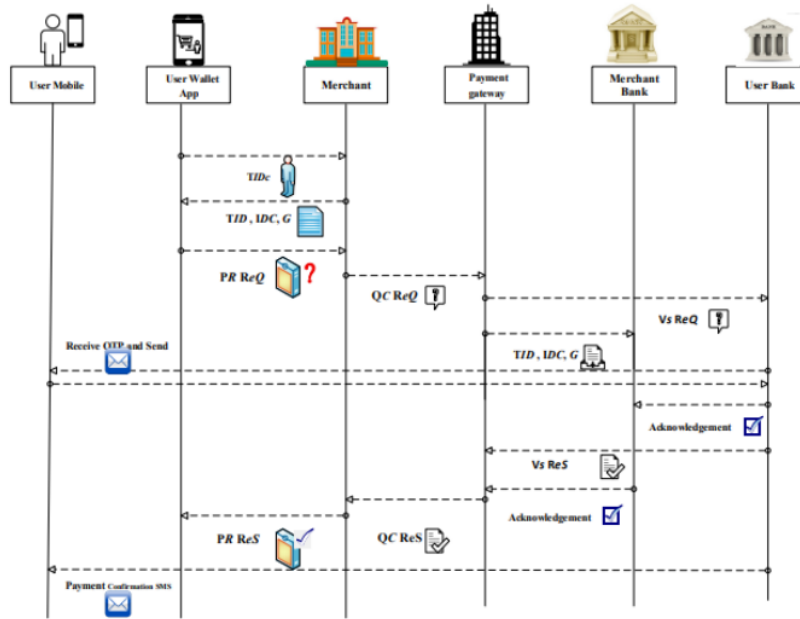 User Mobile
User Wallet
App
Merchant
Payment
gateway
Merchant
Bank
BANK
User Bank
TIDc
TID , IDC, G
PR ReQ ?
QC ReQ
Vs ReQ
TID , IDC, G
Receive OTP and Send
Acknowledgement
Vs ReS
Acknowledgement
PR ReS
QC ReS
Payment Confirmation SMS